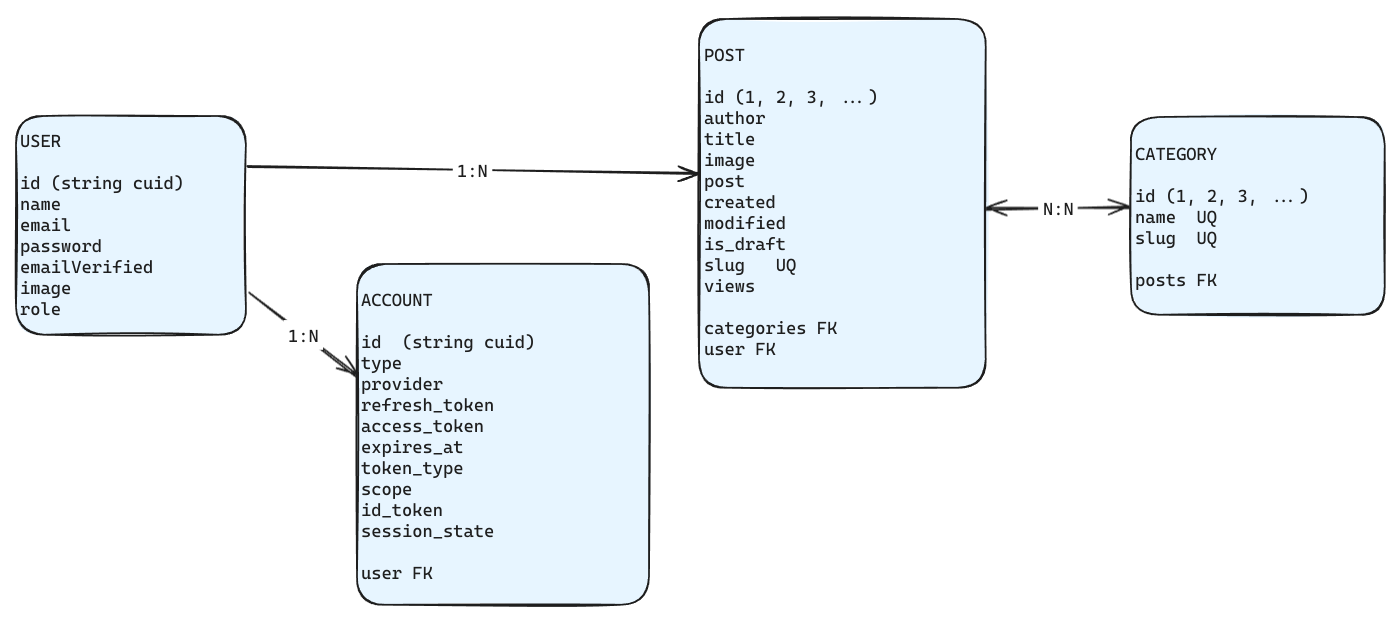 USER
id (string cuid)
name
email
password
emailVerified
image
role
1:N
1:N
ACCOUNT
id  (string cuid)
type
provider
refresh_token
access_token
expires_at
token_type
scope
id_token
session_state
user FK
POST
id (1, 2, 3, ...)
author
title
image
post
created
modified
is_draft
slug   UQ
views
categories FK
user FK
N:N
CATEGORY
id (1, 2, 3, ...)
name  UQ
slug  UQ
posts FK